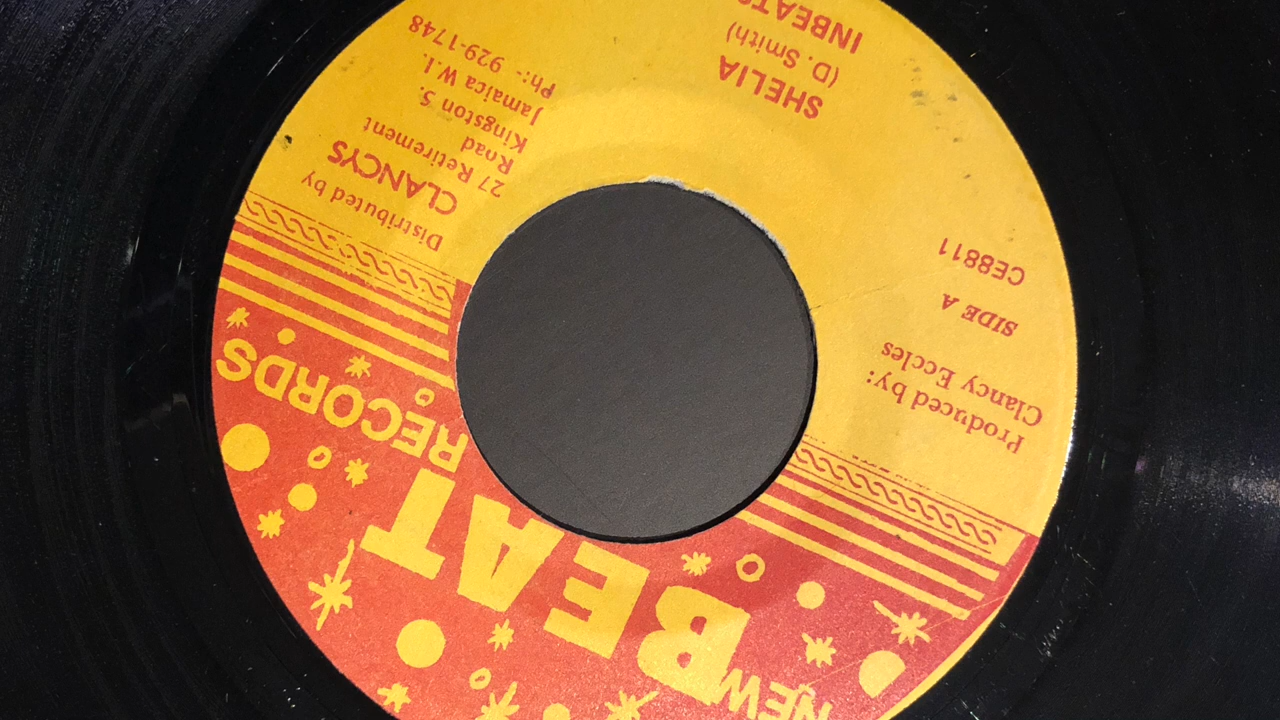 NEW
BEAT
RECORDS
Produced by:
Clancy Eccles
SIDE A
CE8811
Distributed by
CLANCYS
27 Retirement
Road
Kingston 5.
Jamaica W.I.
Ph:- 929-1748
SHELIA
(D. Smith)
INBEATS